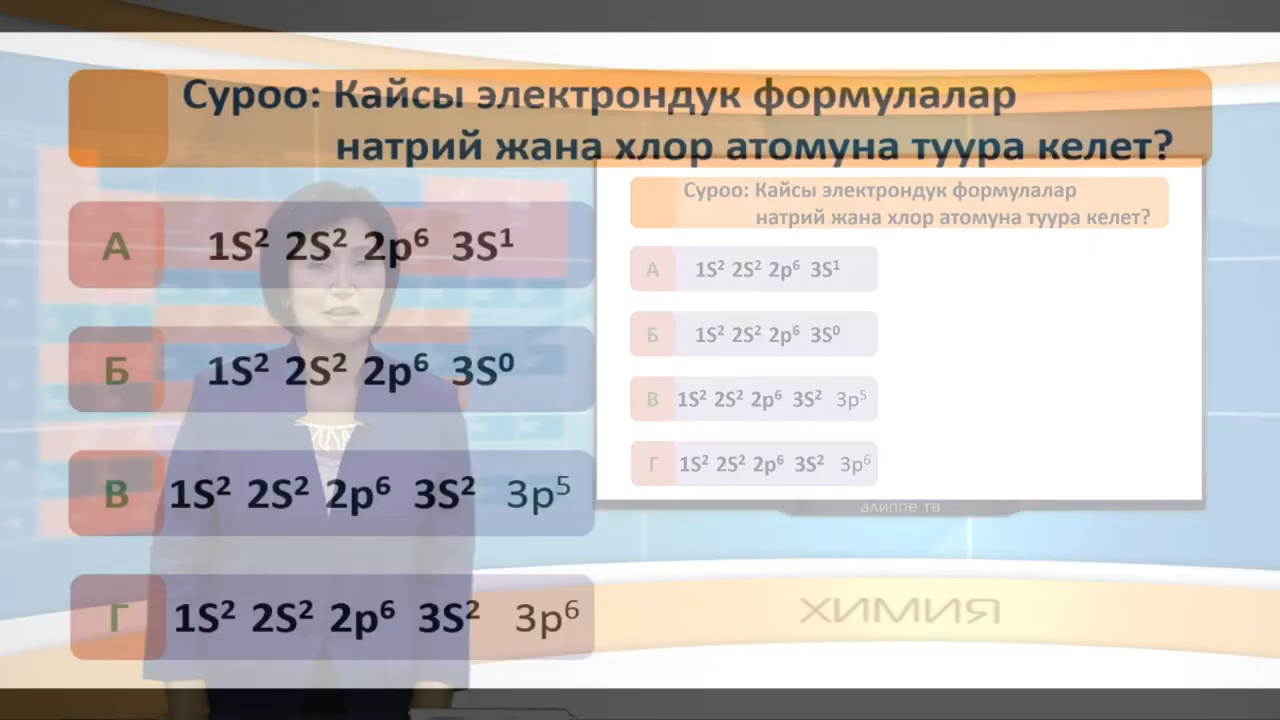 Суроо: Кайсы электрондук формулалар
натрий жана хлор атомуна туура келет?
А 1S² 2S² 2p⁶ 3S¹
Б 1S² 2S² 2p⁶ 3S⁰
В 1S² 2S² 2p⁶ 3S² 3p⁵
Г 1S² 2S² 2p⁶ 3S² 3p⁶
Суроо: Кайсы электрондук формулалар
натрий жана хлор атомуна туура келет?
А 1S² 2S² 2p⁶ 3S¹
Б 1S² 2S² 2p⁶ 3S⁰
В 1S² 2S² 2p⁶ 3S² 3p⁵
Г 1S² 2S² 2p⁶ 3S² 3p⁶
алиппе тв
ХИМИЯ